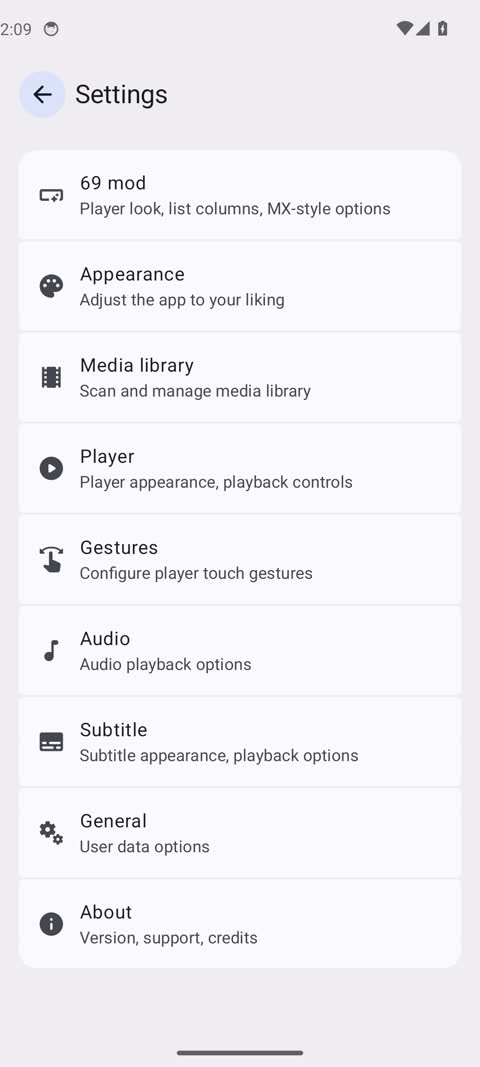 2:09
Settings
69 mod
Player look, list columns, MX-style options
Appearance
Adjust the app to your liking
Media library
Scan and manage media library
Player
Player appearance, playback controls
Gestures
Configure player touch gestures
Audio
Audio playback options
Subtitle
Subtitle appearance, playback options
General
User data options
About
Version, support, credits